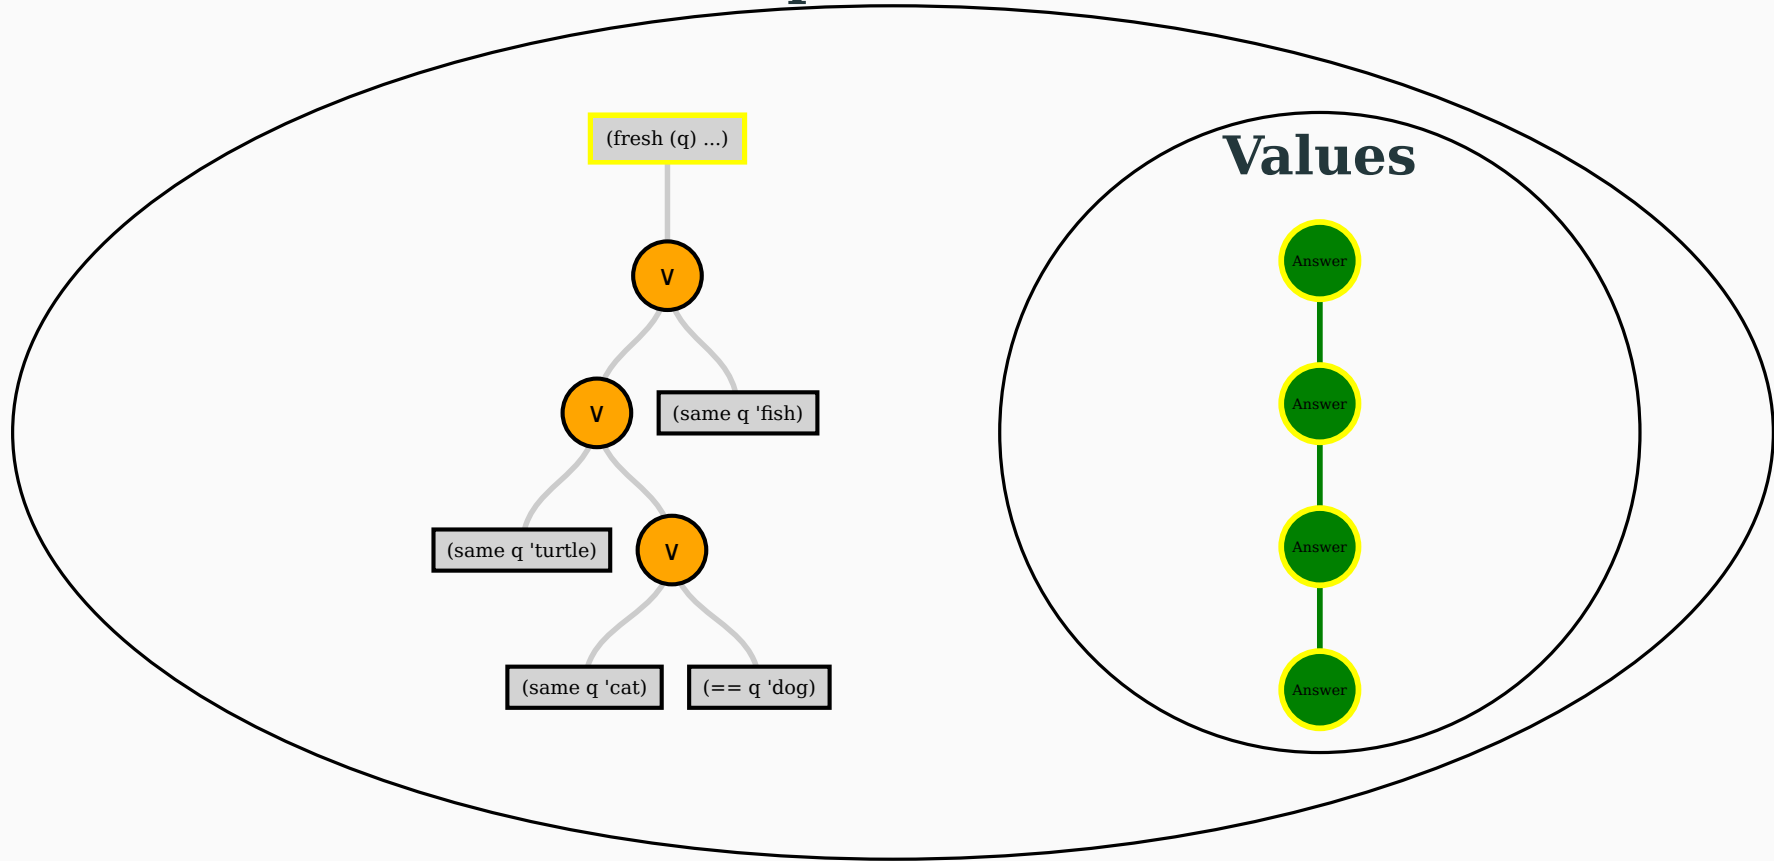 (fresh (q) ...)
∨
∨
(same q 'fish)
(same q 'turtle)
∨
(same q 'cat)
(== q 'dog)
Values
Answer
Answer
Answer
Answer